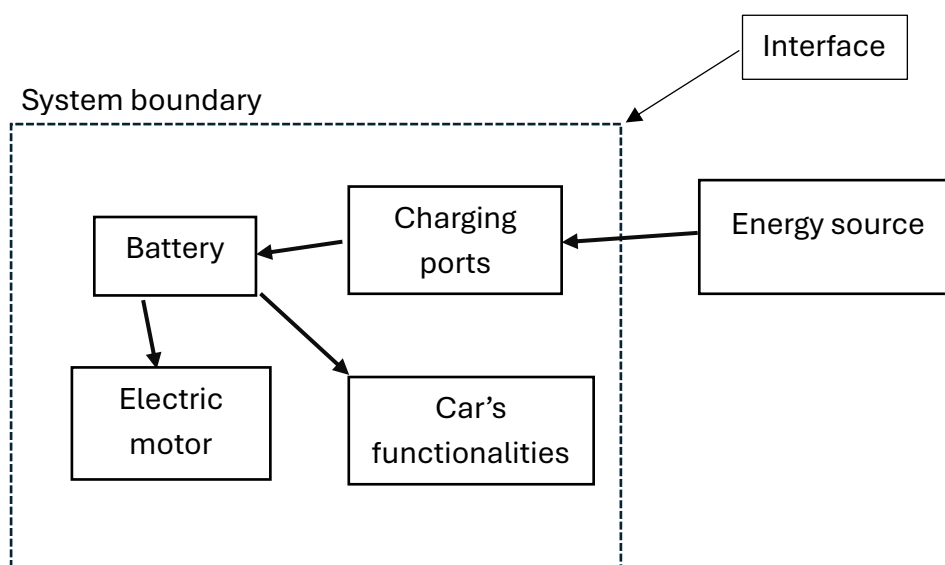 Interface
System boundary
Charging
ports
Energy source
Battery
Electric
motor
Car’s
functionalities